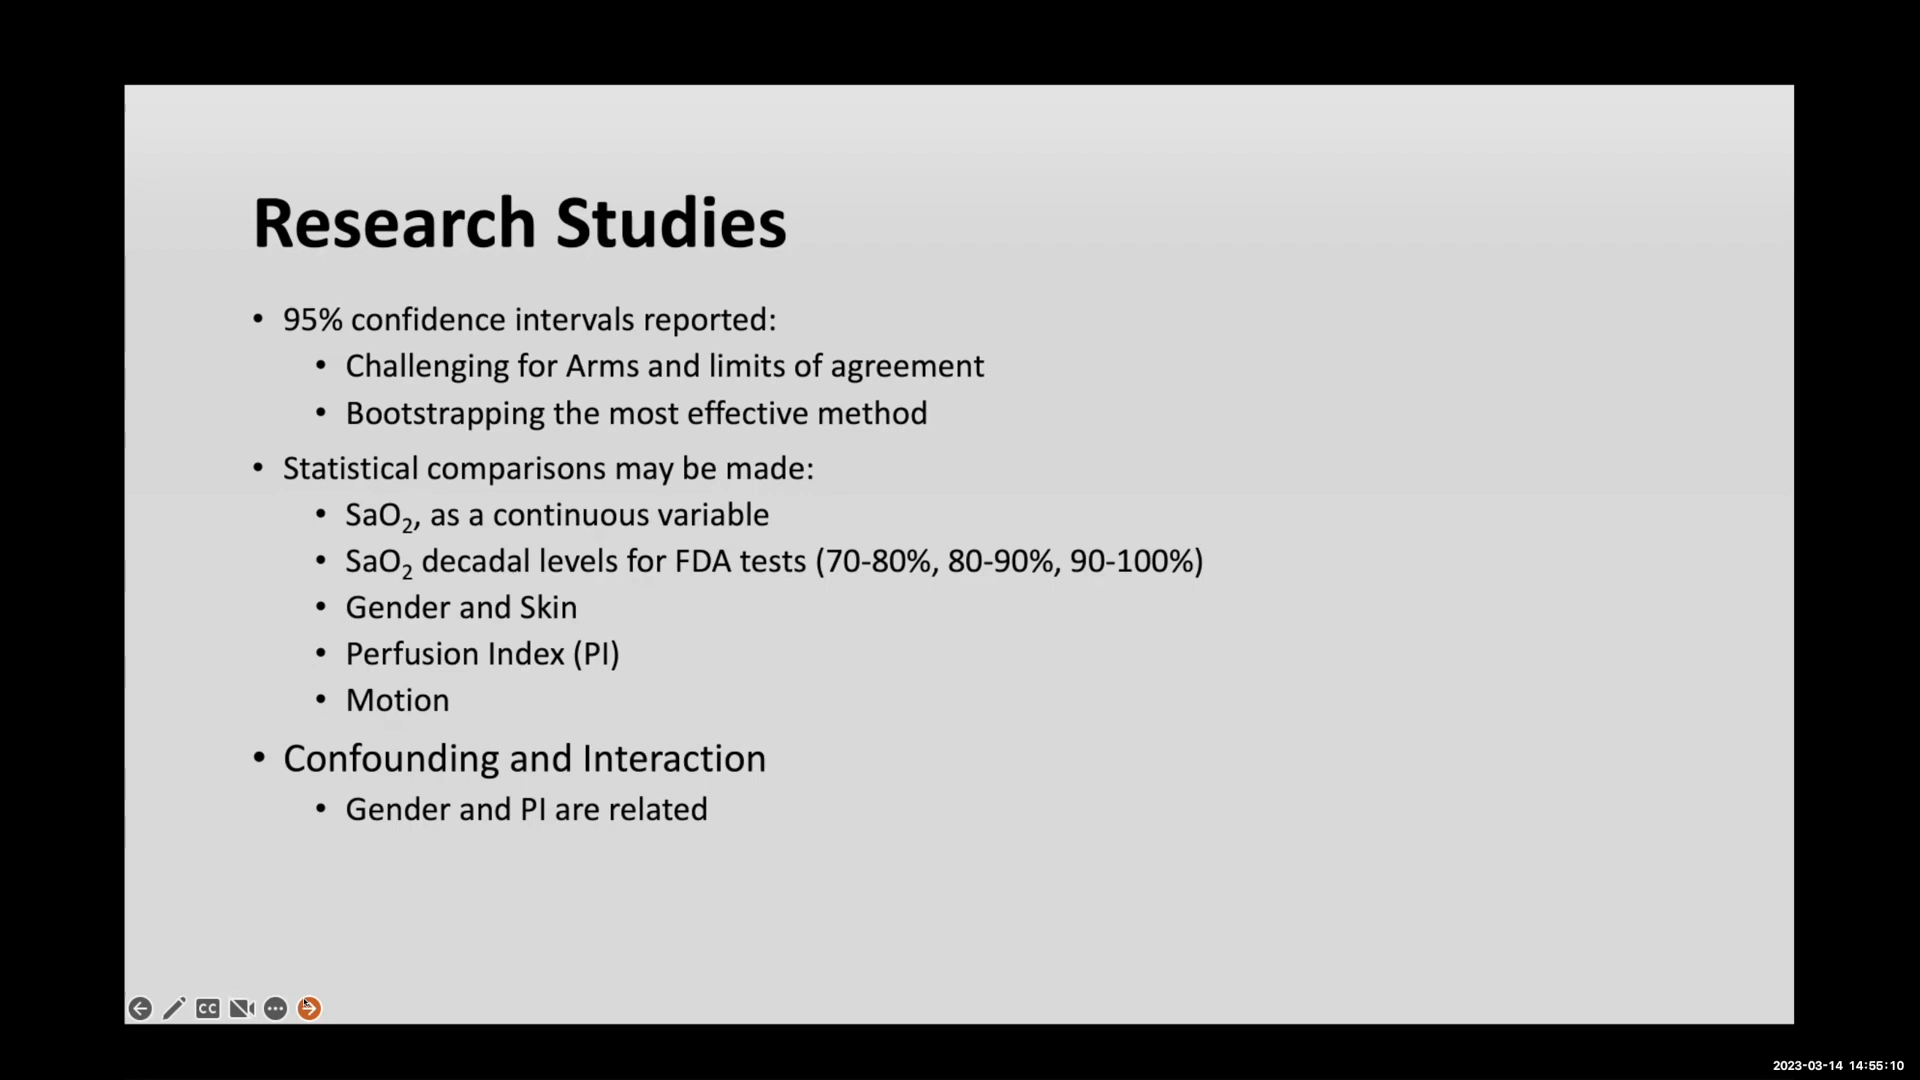 Research Studies
• 95% confidence intervals reported:
• Challenging for Arms and limits of agreement
• Bootstrapping the most effective method
• Statistical comparisons may be made:
• SaO₂, as a continuous variable
• SaO₂ decadal levels for FDA tests (70-80%, 80-90%, 90-100%)
• Gender and Skin
• Perfusion Index (PI)
• Motion
• Confounding and Interaction
• Gender and PI are related
CC
2023-03-14 14:55:10